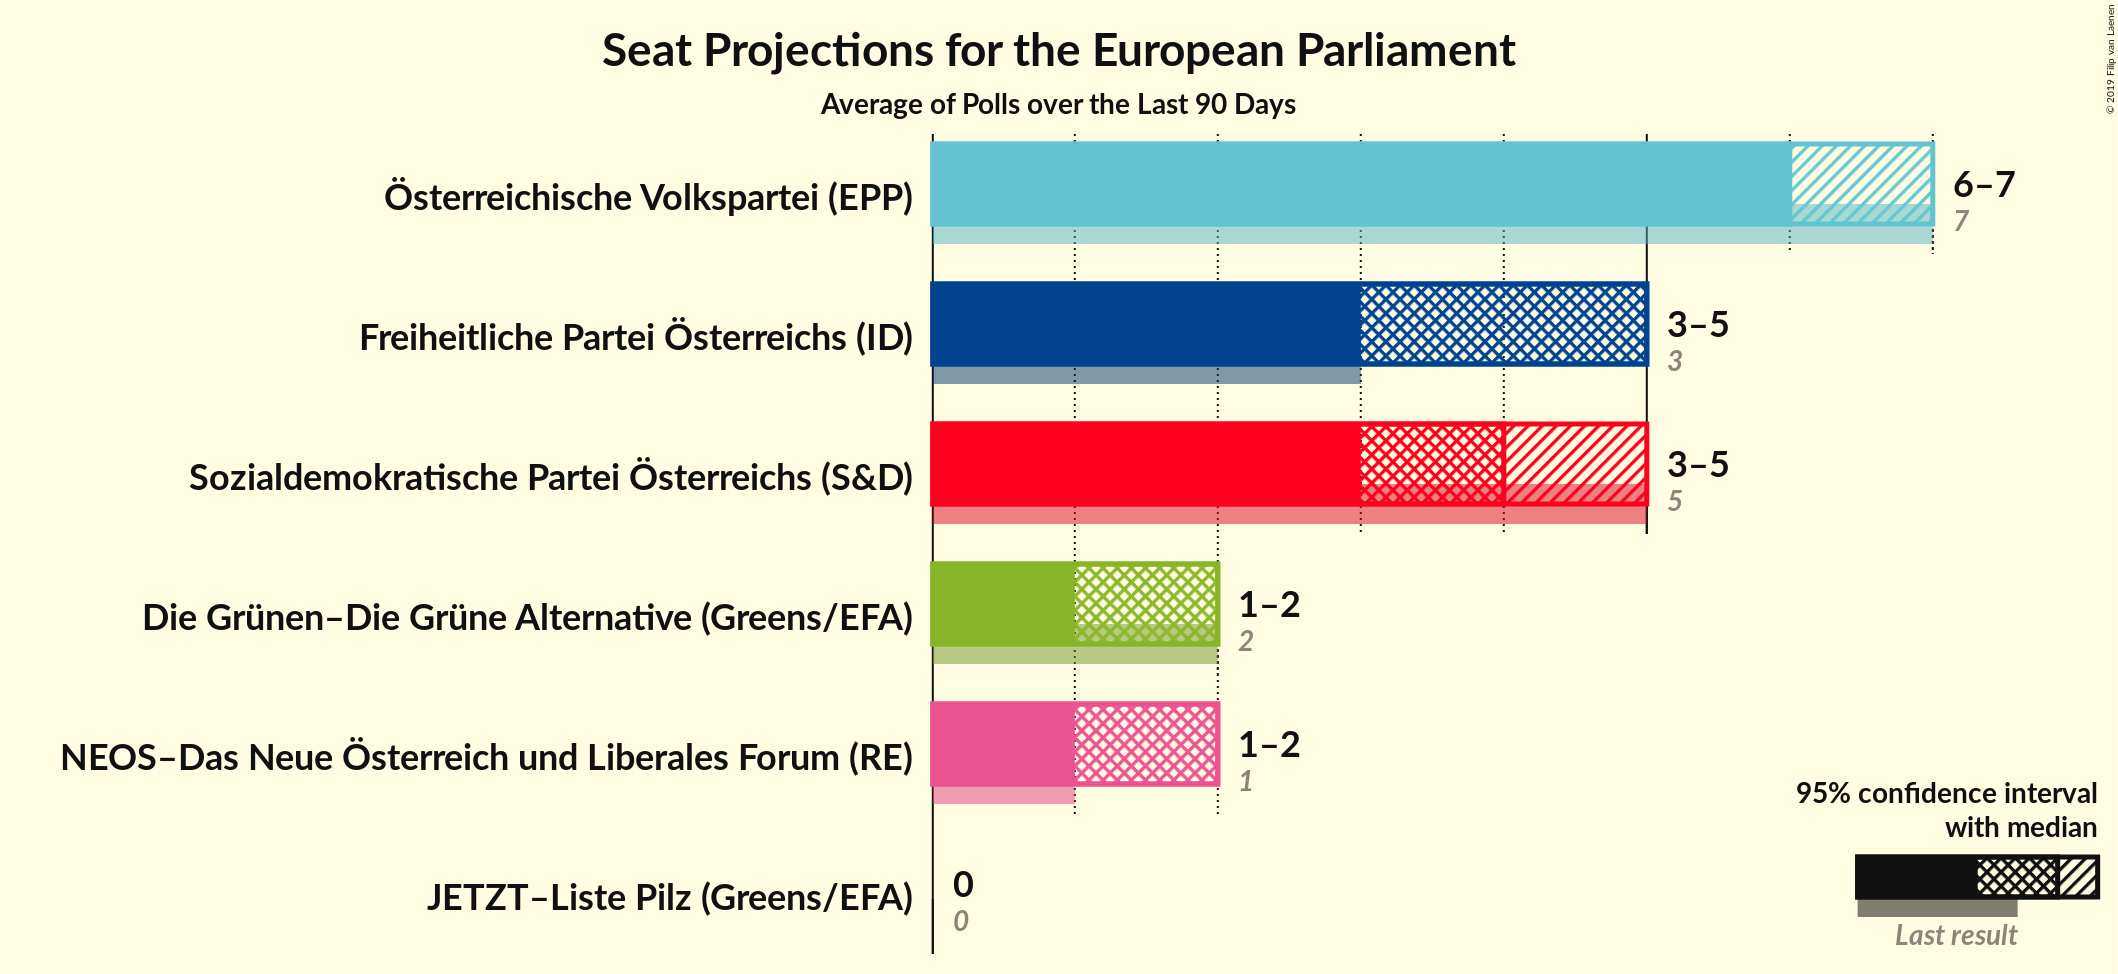 Seat Projections for the European Parliament
Average of Polls over the Last 90 Days
© 2019 Filip van Laenen
Österreichische Volkspartei (EPP)
6–7
7
Freiheitliche Partei Österreichs (ID)
3–5
3
Sozialdemokratische Partei Österreichs (S&D)
3–5
5
Die Grünen–Die Grüne Alternative (Greens/EFA)
1–2
2
NEOS–Das Neue Österreich und Liberales Forum (RE)
1–2
1
JETZT–Liste Pilz (Greens/EFA)
0
0
95% confidence interval
with median
Last result